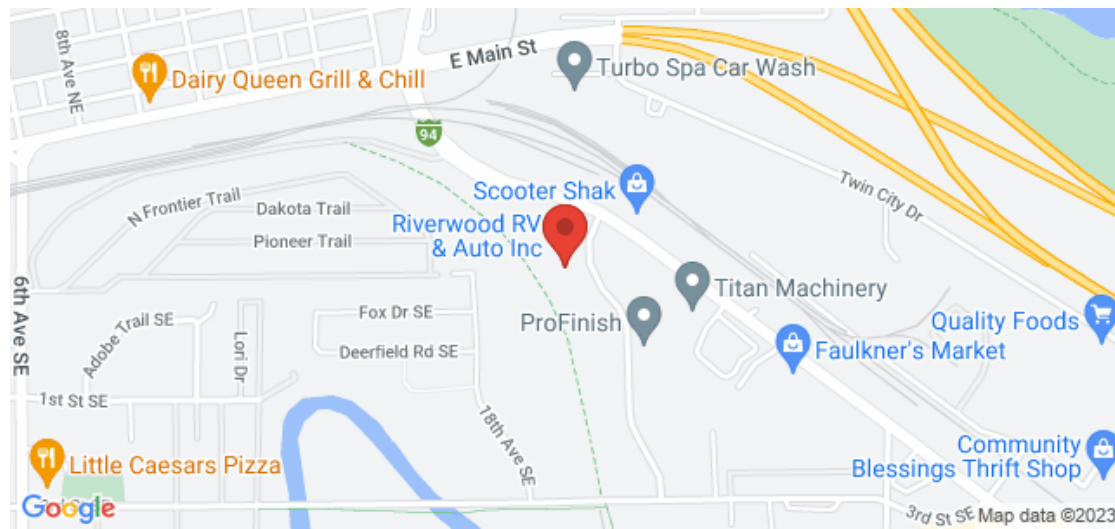 8th Ave NE
Dairy Queen Grill & Chill
E Main St
Turbo Spa Car Wash
94
Twin City Dr
Scooter Shak
N Frontier Trail
Dakota Trail
Riverwood RV
& Auto Inc
Pioneer Trail
6th Ave SE
Titan Machinery
Fox Dr SE
ProFinish
Quality Foods
Adobe Trail SE
Lori Dr
Deerfield Rd SE
Faulkner's Market
1st St SE
18th Ave SE
Community
Blessings Thrift Shop
Little Caesars Pizza
Google
3rd St SE
Map data ©2023